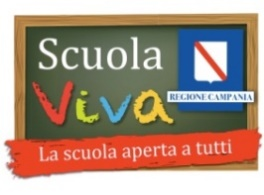 Scuola
Viva
REGIONE CAMPANIA
La scuola aperta a tutti